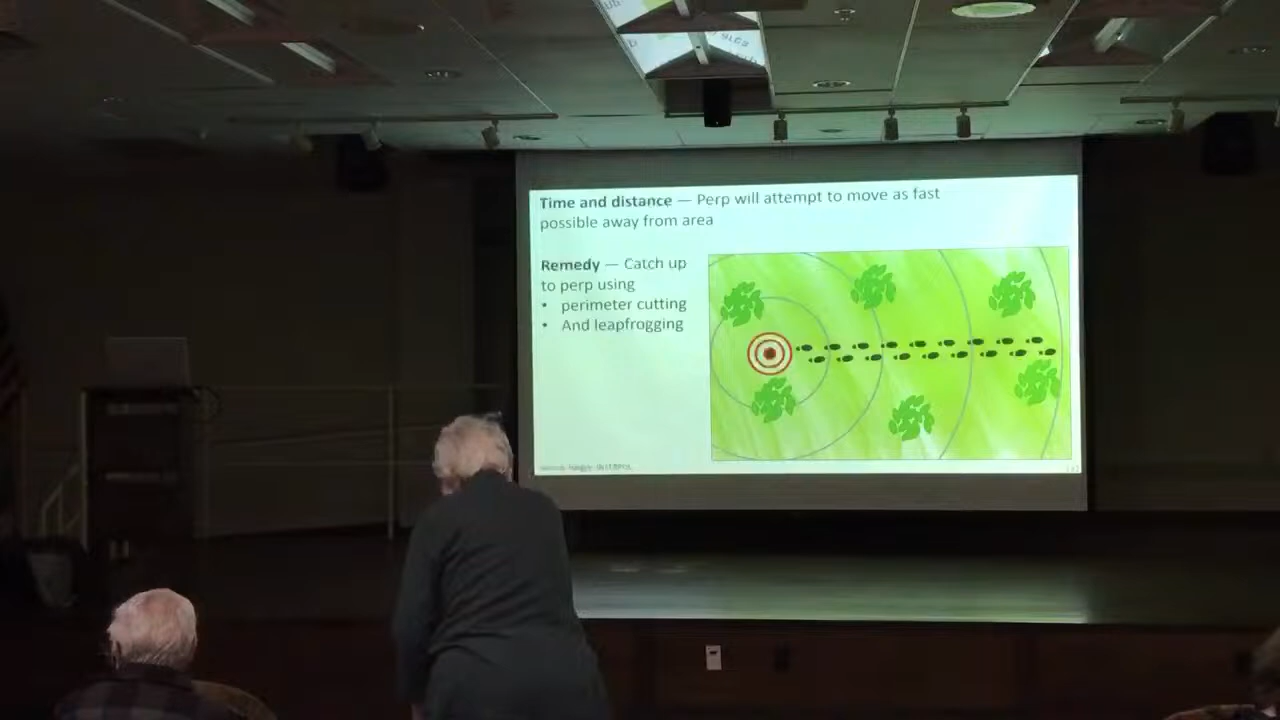 Time and distance — Perp will attempt to move as fast
possible away from area
Remedy — Catch up
to perp using
• perimeter cutting
• And leapfrogging